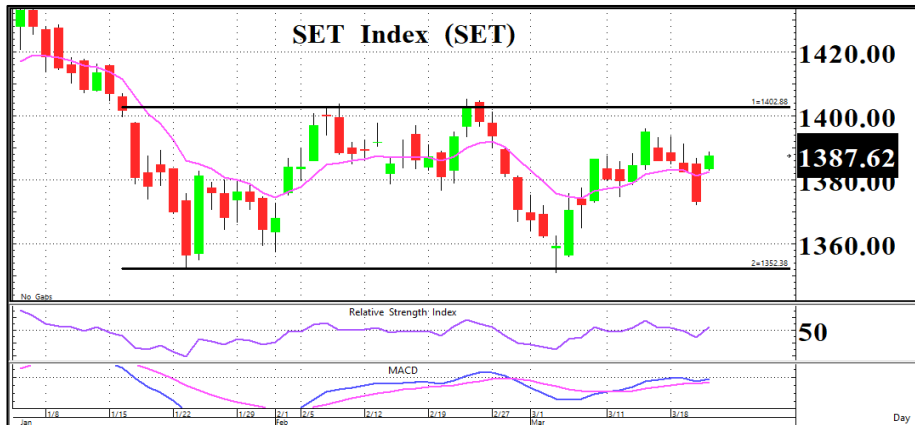 SET Index (SET)
1420.00
1=1402.88
1400.00
1387.62
1380.00
1360.00
2=1352.38
No Gaps
Relative Strength Index
50
MACD
1/8 1/15 1/22 1/29 2/1 2/5 2/12 2/19 2/27 3/1 3/11 3/18
Jan Feb Mar Day